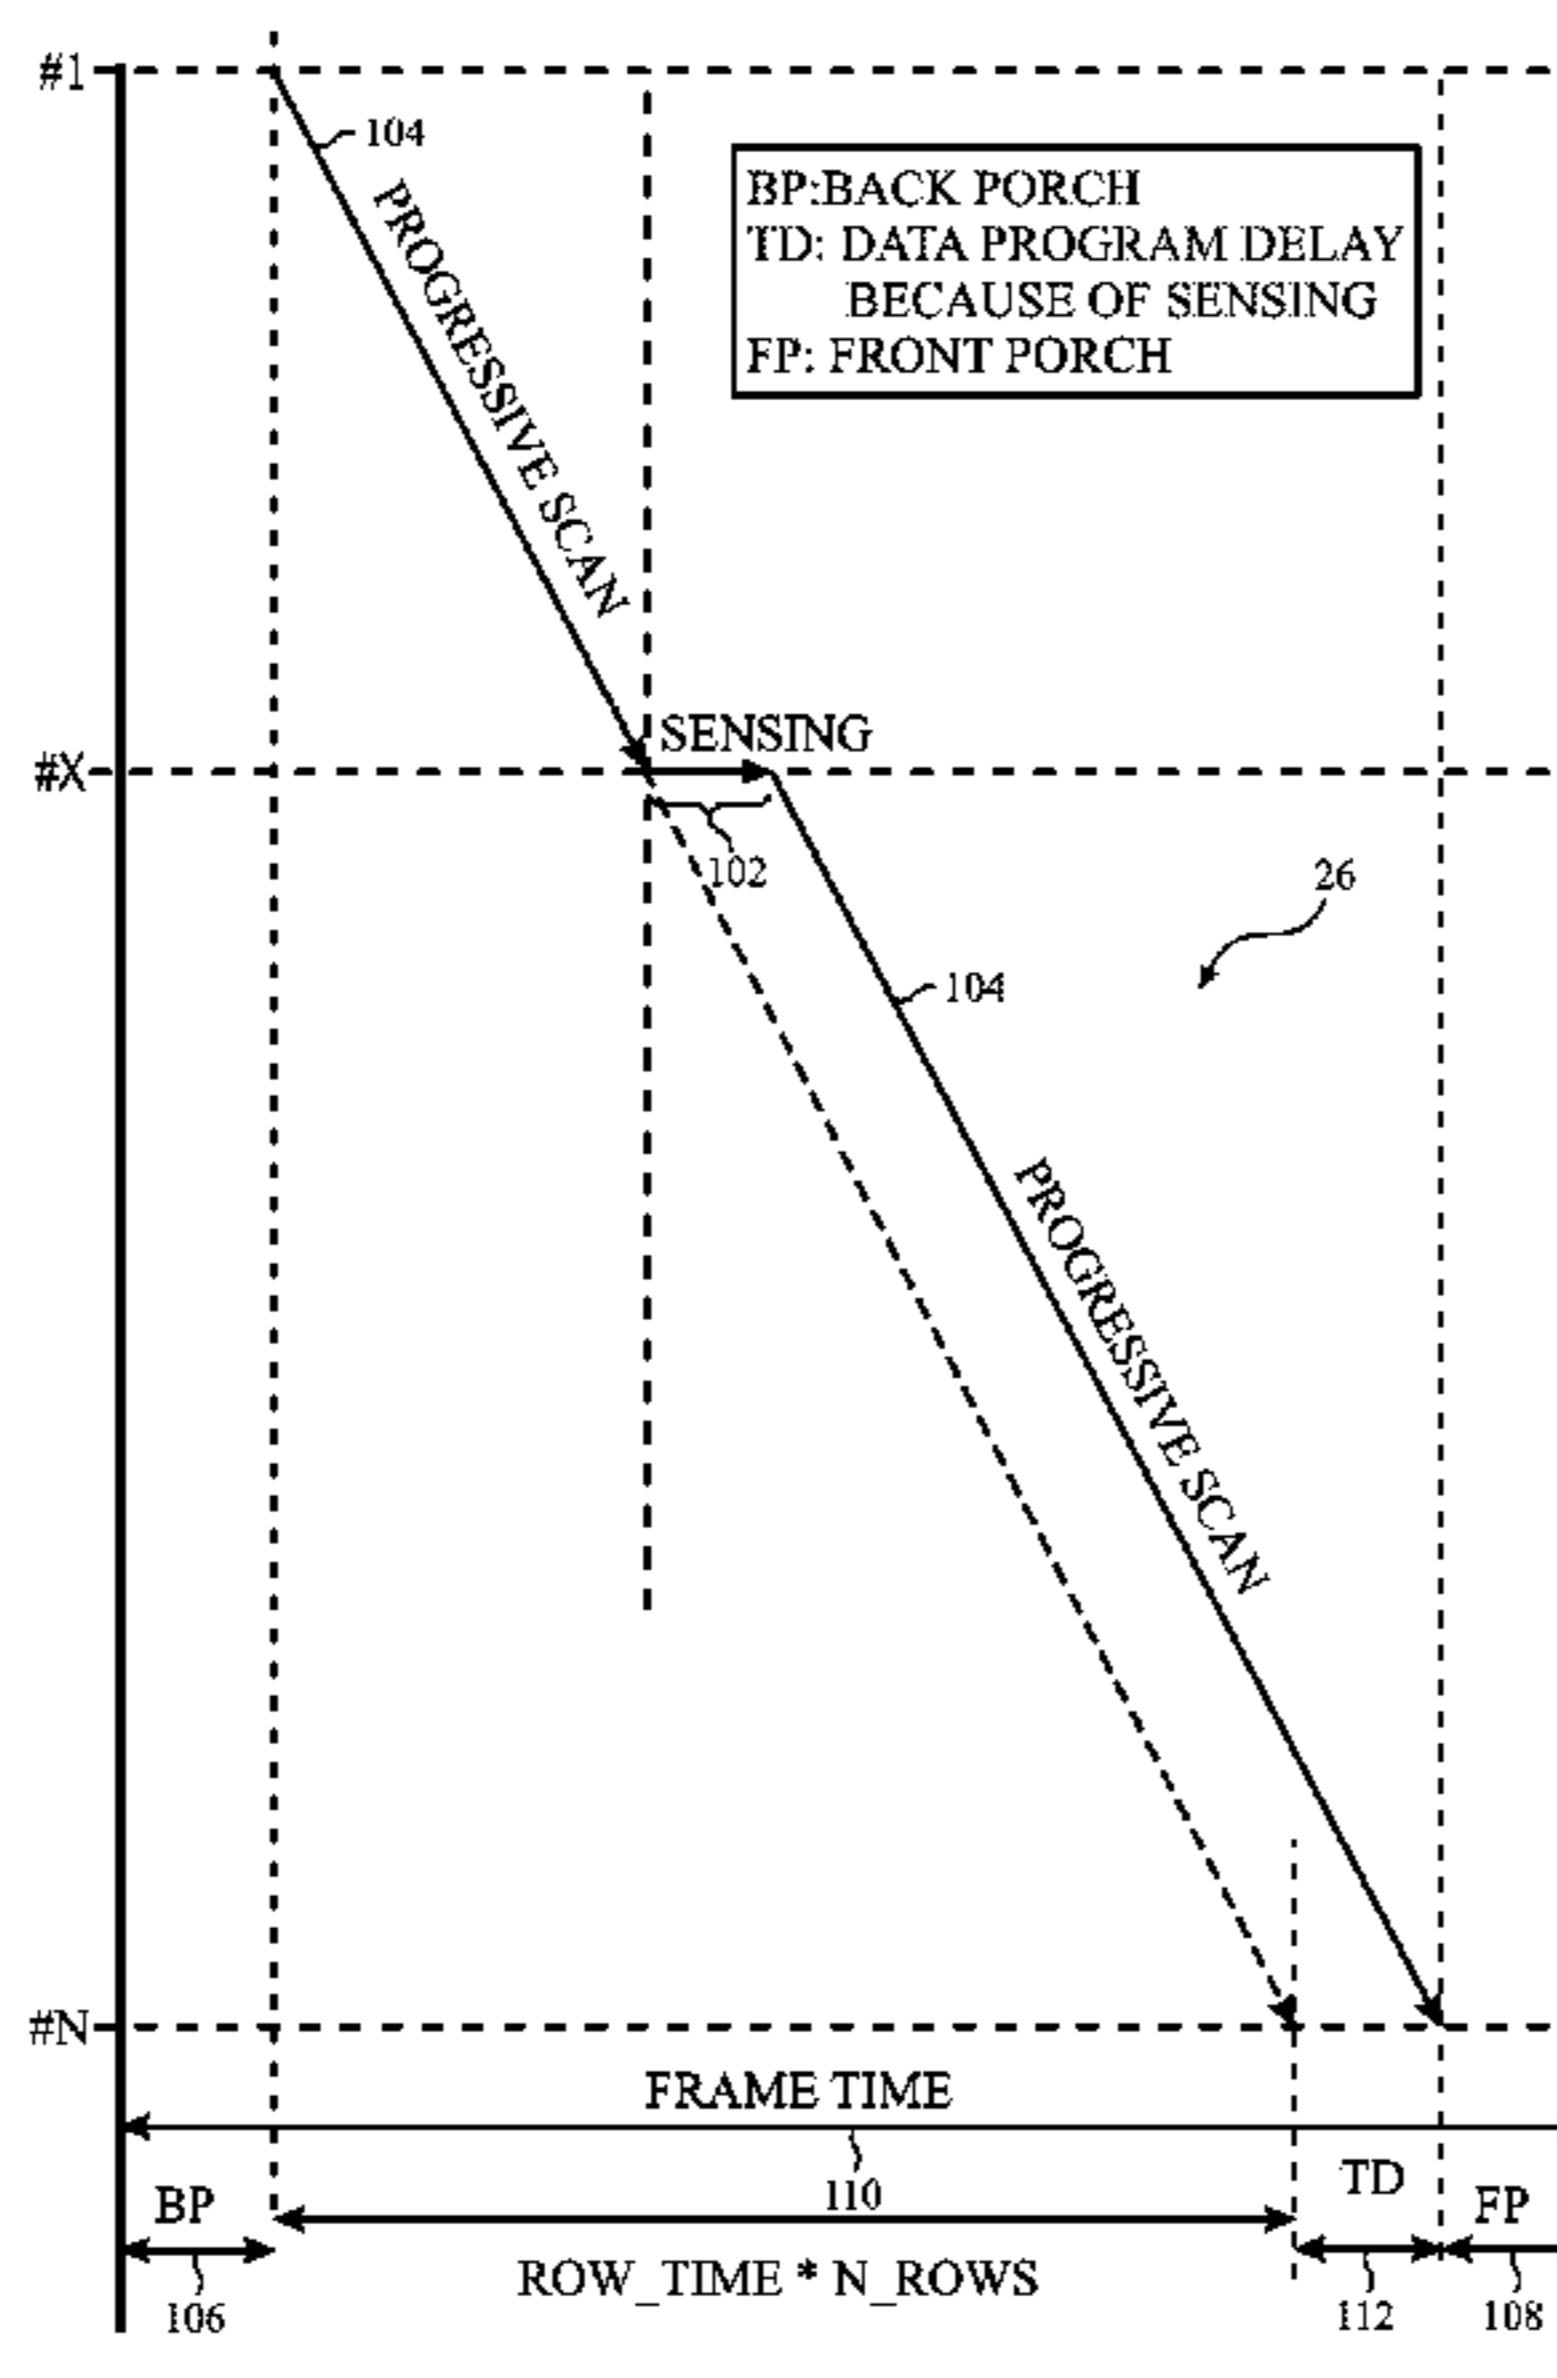 #1
104
PROGRESSIVE SCAN
BP:BACK PORCH
TD: DATA PROGRAM DELAY
BECAUSE OF SENSING
FP: FRONT PORCH
SENSING
#X
102
26
104
PROGRESSIVE SCAN
#N
FRAME TIME
110
BP
TD
FP
ROW_TIME * N_ROWS
106
112
108